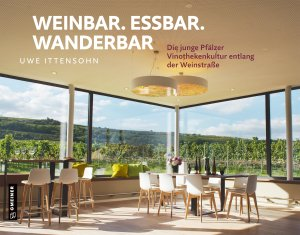 WEINBAR. ESSBAR.
WANDERBAR
UWE ITTENSOHN
Die junge Pfälzer
Vinothekenkultur entlang
der Weinstraße
GMEINER